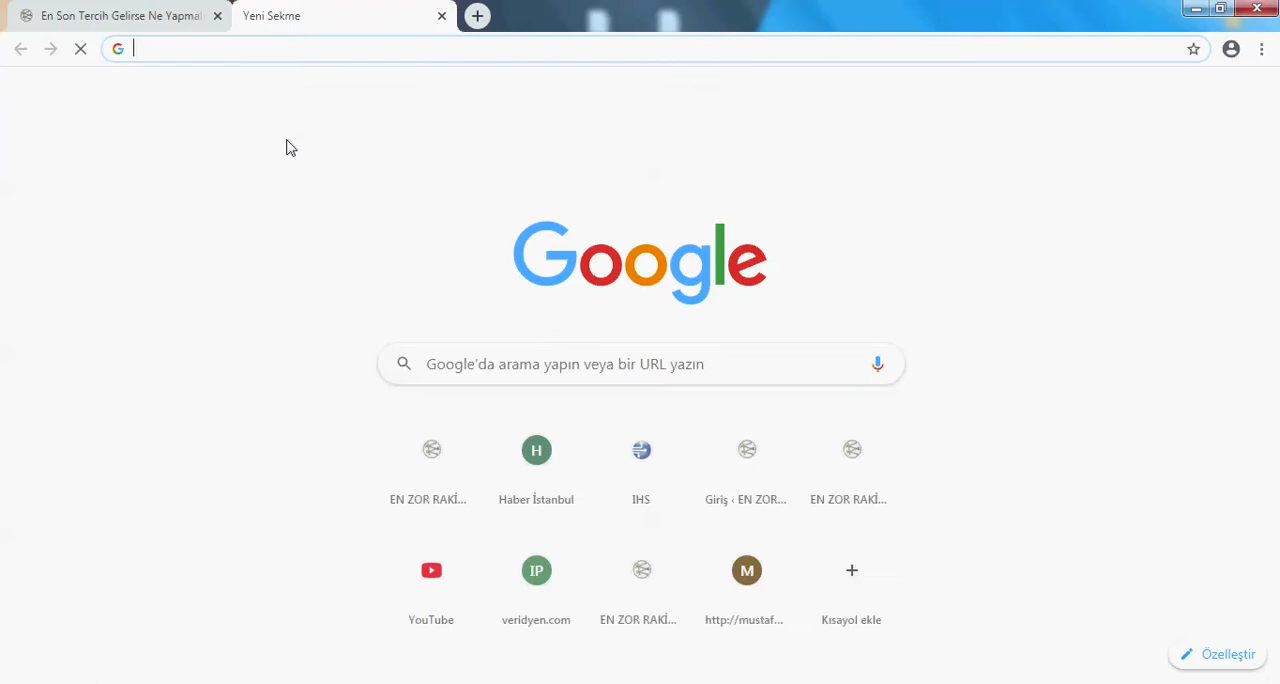 En Son Tercih Gelirse Ne Yapmalı
Yeni Sekme
Google
Google'da arama yapın veya bir URL yazın
EN ZOR RAKİ...
H
Haber İstanbul
IHS
Giriş ‹ EN ZOR...
EN ZOR RAKİ...
YouTube
IP
veridyen.com
EN ZOR RAKİ...
M
http://mustaf...
Kısayol ekle
Özelleştir